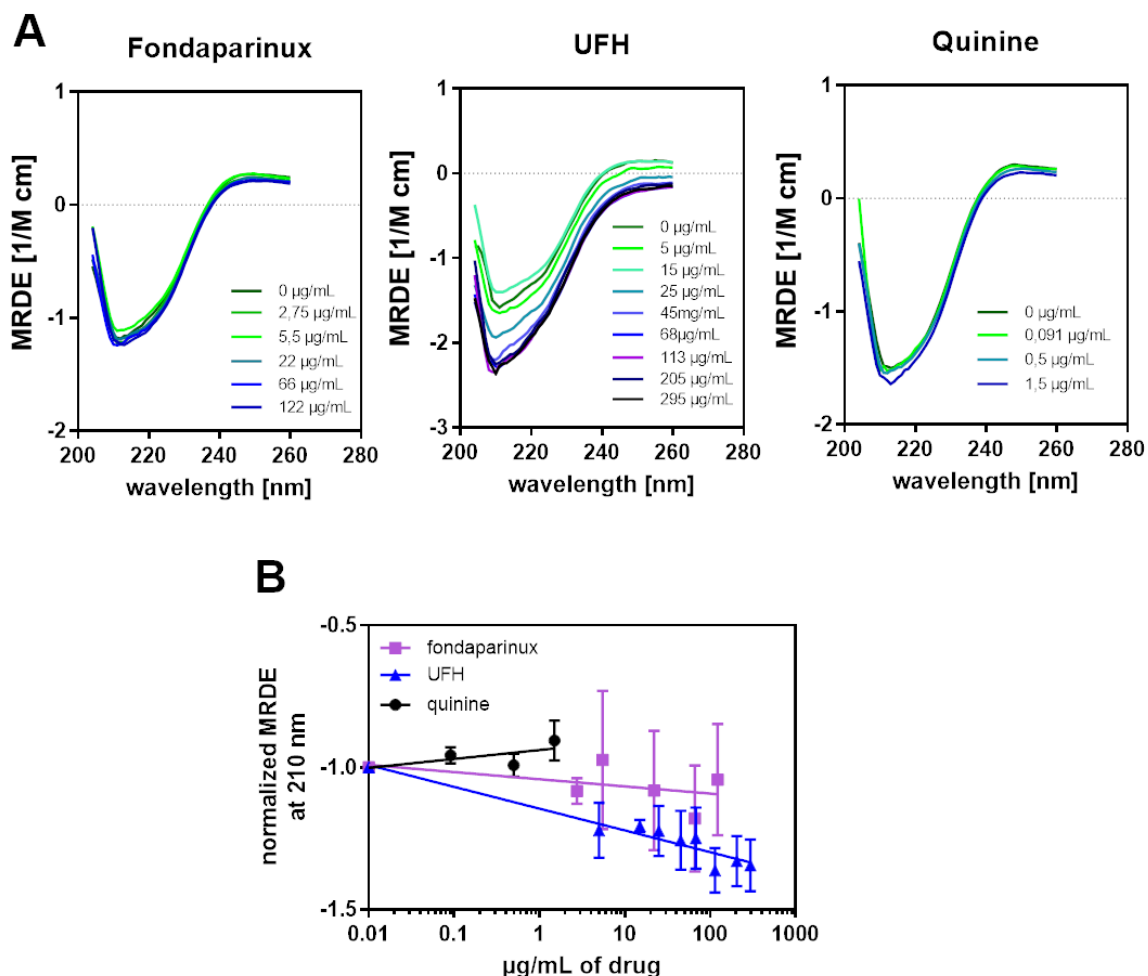 A
Fondaparinux
UFH
Quinine
MRDE [1/M cm]
1
0
-1
-2
200
220
240
260
280
wavelength [nm]
0 µg/mL
2,75 µg/mL
5,5 µg/mL
22 µg/mL
66 µg/mL
122 µg/mL
MRDE [1/M cm]
1
0
-1
-2
-3
200
220
240
260
280
wavelength [nm]
0 µg/mL
5 µg/mL
15 µg/mL
25 µg/mL
45mg/mL
68µg/mL
113 µg/mL
205 µg/mL
295 µg/mL
MRDE [1/M cm]
1
0
-1
-2
200
220
240
260
280
wavelength [nm]
0 µg/mL
0,091 µg/mL
0,5 µg/mL
1,5 µg/mL
B
normalized MRDE
at 210 nm
-0.5
-1.0
-1.5
fondaparinux
UFH
quinine
0.01
0.1
1
10
100
1000
µg/mL of drug